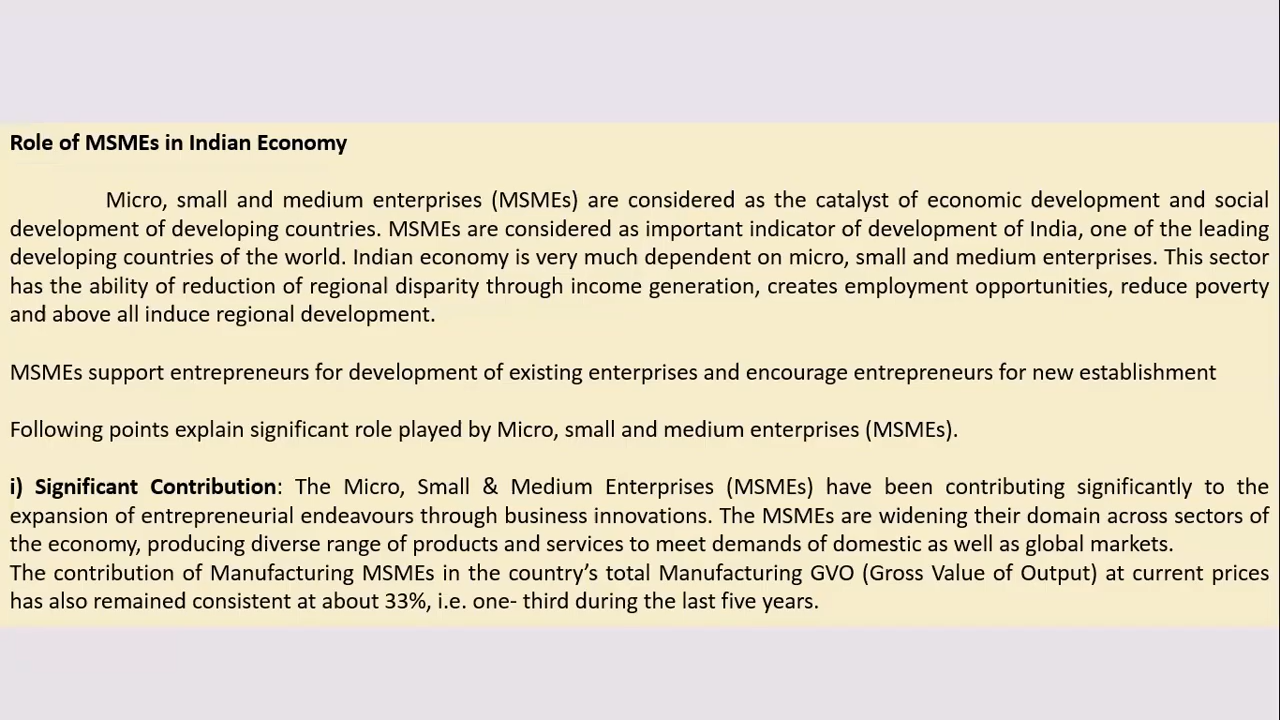 Role of MSMEs in Indian Economy
Micro, small and medium enterprises (MSMEs) are considered as the catalyst of economic development and social
development of developing countries. MSMEs are considered as important indicator of development of India, one of the leading
developing countries of the world. Indian economy is very much dependent on micro, small and medium enterprises. This sector
has the ability of reduction of regional disparity through income generation, creates employment opportunities, reduce poverty
and above all induce regional development.
MSMEs support entrepreneurs for development of existing enterprises and encourage entrepreneurs for new establishment
Following points explain significant role played by Micro, small and medium enterprises (MSMEs).
i) Significant Contribution: The Micro, Small & Medium Enterprises (MSMEs) have been contributing significantly to the
expansion of entrepreneurial endeavours through business innovations. The MSMEs are widening their domain across sectors of
the economy, producing diverse range of products and services to meet demands of domestic as well as global markets.
The contribution of Manufacturing MSMEs in the country’s total Manufacturing GVO (Gross Value of Output) at current prices
has also remained consistent at about 33%, i.e. one- third during the last five years.